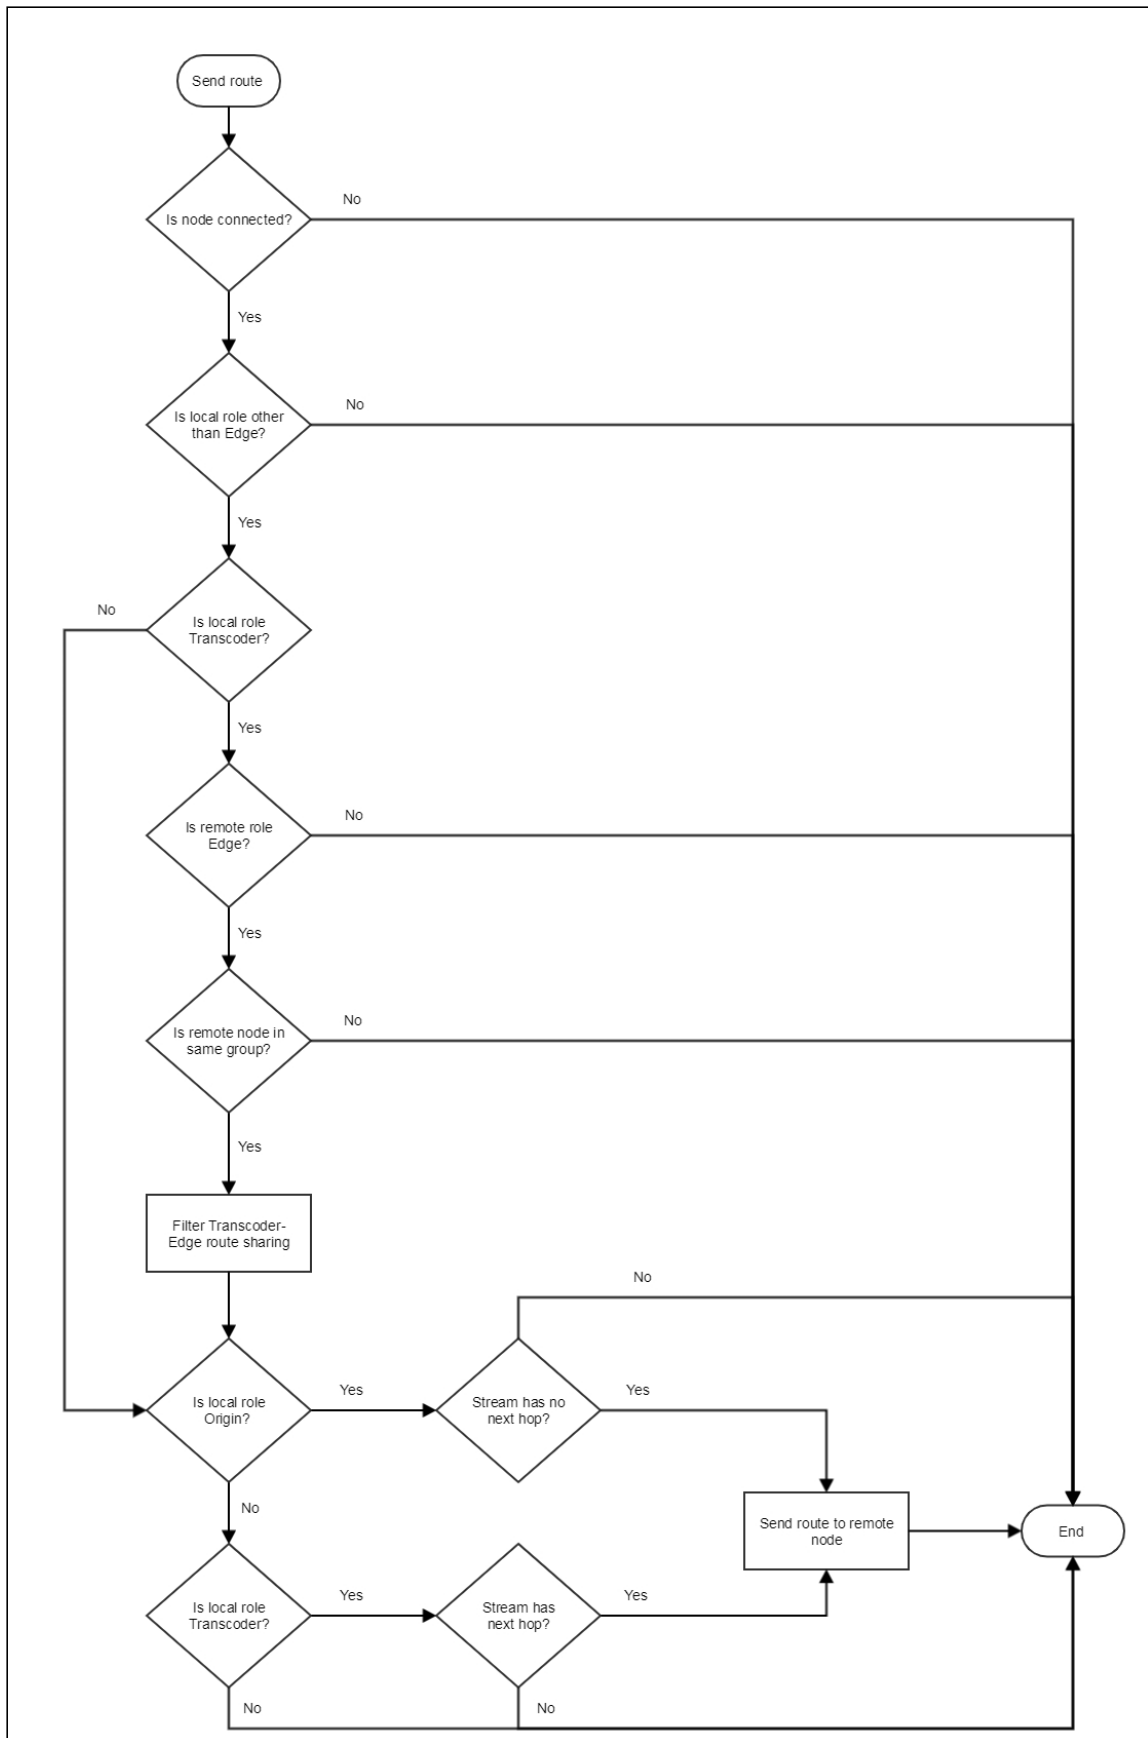 Send route
No
Is node connected?
Yes
No
Is local role other
than Edge?
Yes
No
Is local role
Transcoder?
Yes
No
Is remote role
Edge?
Yes
No
Is remote node in
same group?
Yes
Filter Transcoder-
Edge route sharing
No
Is local role
Origin?
Yes
Stream has no
next hop?
Yes
No
Send route to remote
node
End
Is local role
Transcoder?
Yes
Stream has
next hop?
Yes
No
No